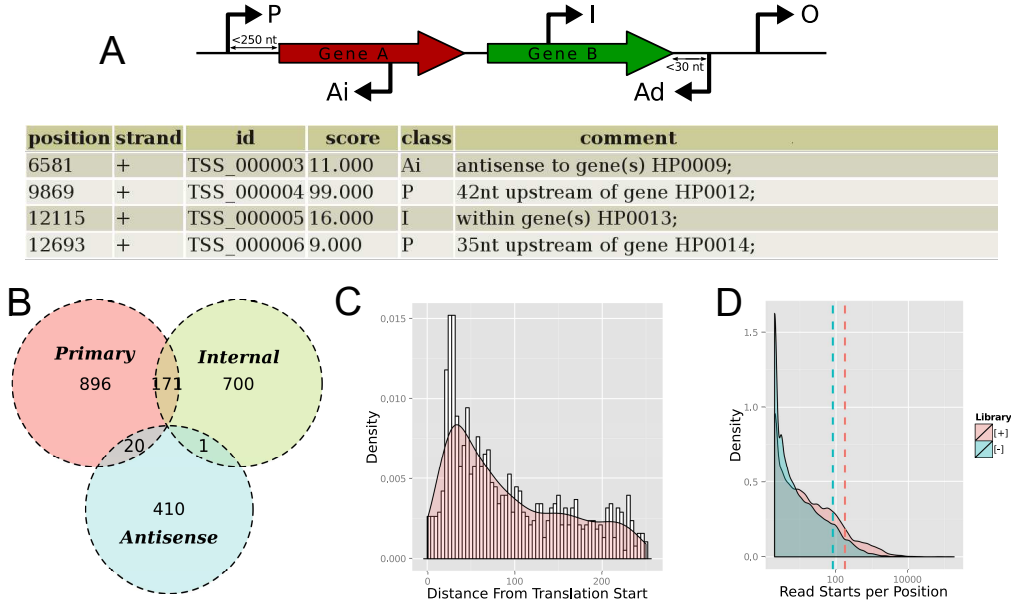 A
P
I
O
<250 nt
Gene A
Gene B
<30 nt
Ai
Ad
position strand id score class comment
6581 + TSS_000003 11.000 Ai antisense to gene(s) HP0009;
9869 + TSS_000004 99.000 P 42nt upstream of gene HP0012;
12115 + TSS_000005 16.000 I within gene(s) HP0013;
12693 + TSS_000006 9.000 P 35nt upstream of gene HP0014;
B
Primary
Internal
896
171
700
20
1
410
Antisense
C
0,015
0,010
0,005
0.000
Density
0
100
200
Distance From Translation Start
D
1.5
1.0
0.5
0,0
Density
100
10000
Read Starts per Position
Library
[+]
[-]